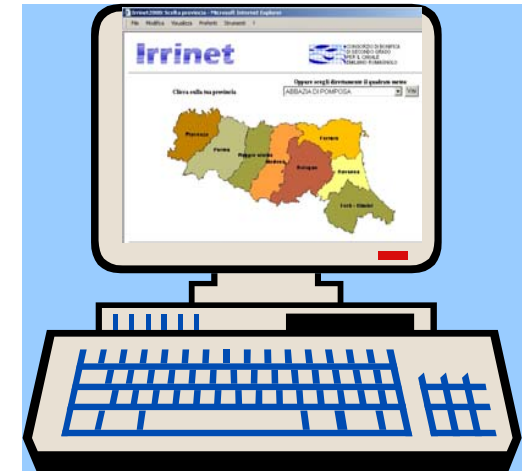 Irrinet2000: Scelta provincia - Microsoft Internet Explorer
File Modifica Visualizza Preferiti Strumenti ?
Irrinet
CONSORZIO DI BONIFICA
DI SECONDO GRADO
PER IL CANALE
EMILIANO ROMAGNOLO
Oppure scegli direttamente il quadrante meteo
Clicca sulla tua provincia
ABBAZIA DI POMPOSA
Vai
Piacenza
Parma
Reggio emilia
Modena
Bologna
Ferrara
Ravenna
Forlì - Rimini